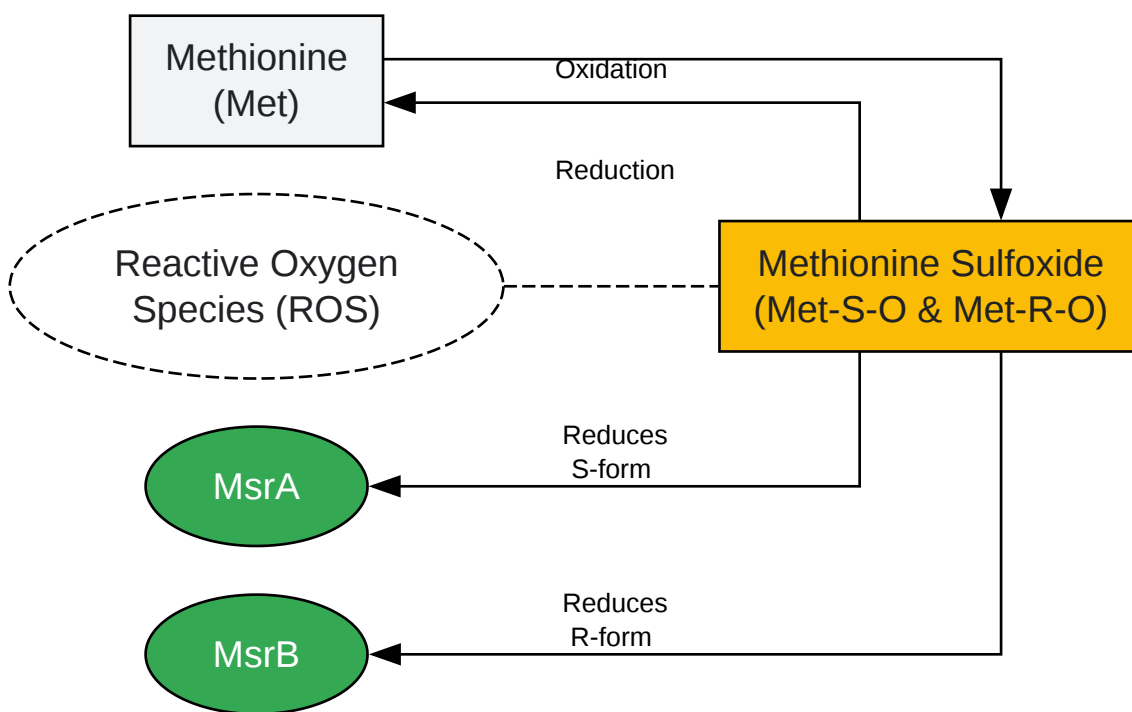 Methionine
(Met)
Oxidation
Reduction
Reactive Oxygen
Species (ROS)
Methionine Sulfoxide
(Met-S-O & Met-R-O)
Reduces
S-form
MsrA
Reduces
R-form
MsrB